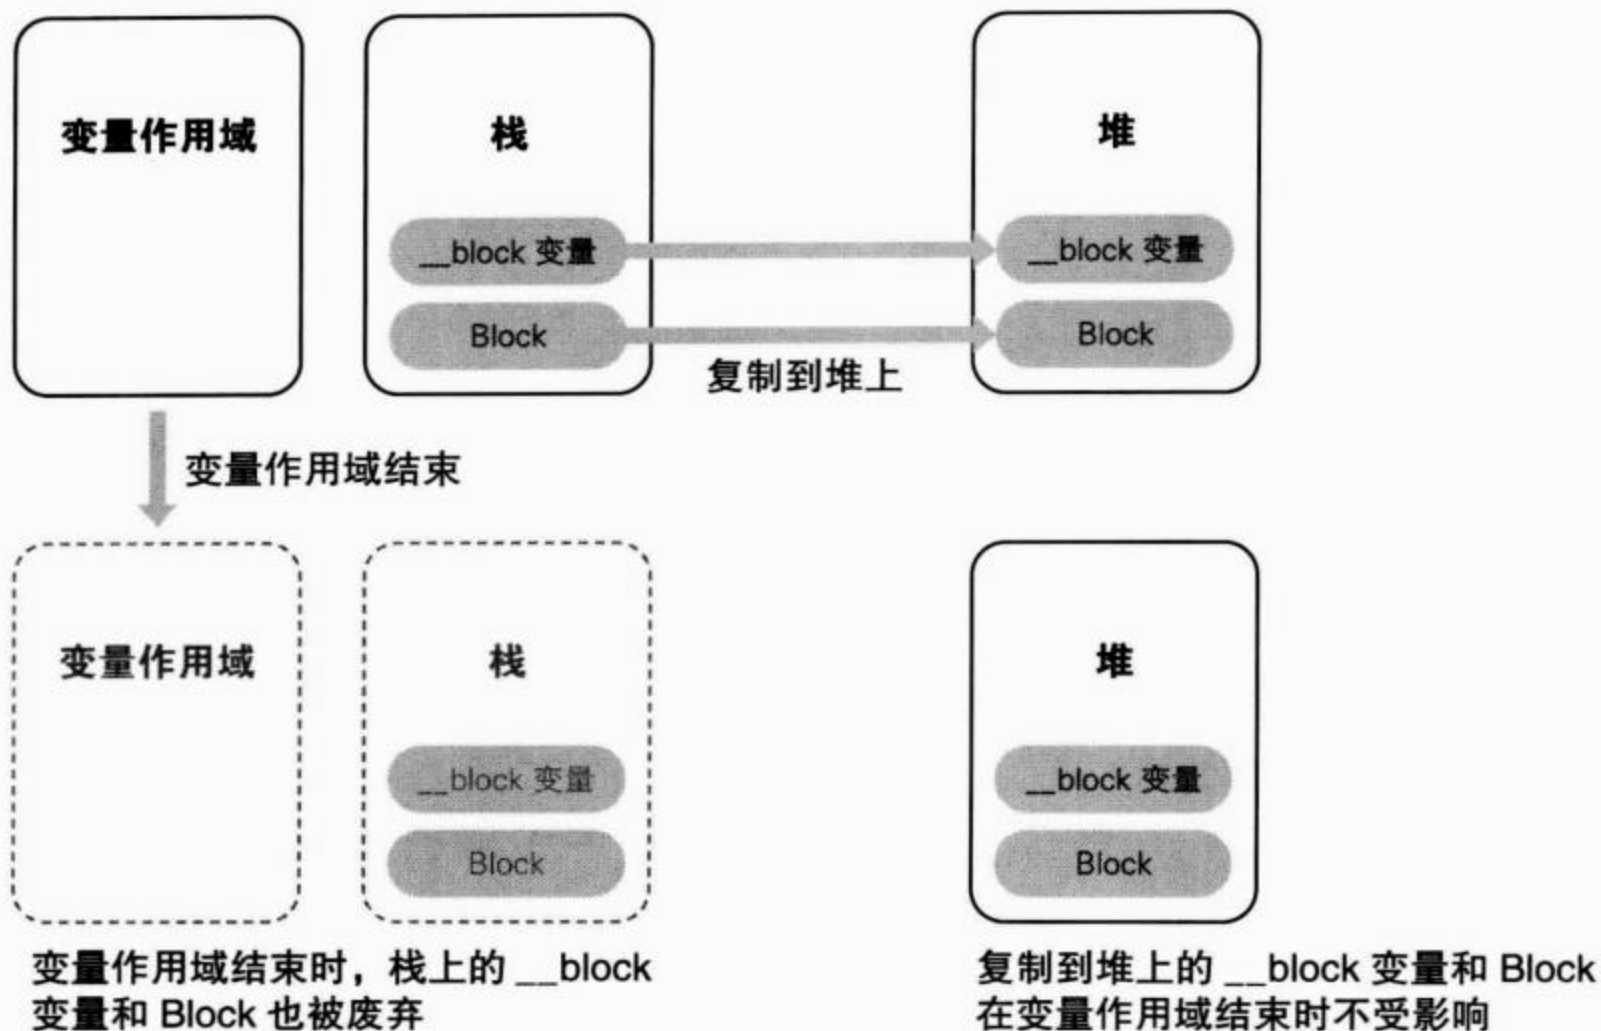 变量作用域
栈
堆
__block 变量
__block 变量
Block
Block
复制到堆上
变量作用域结束
变量作用域
栈
堆
__block 变量
__block 变量
Block
Block
变量作用域结束时，栈上的 __block
变量和 Block 也被废弃
复制到堆上的 __block 变量和 Block
在变量作用域结束时不受影响